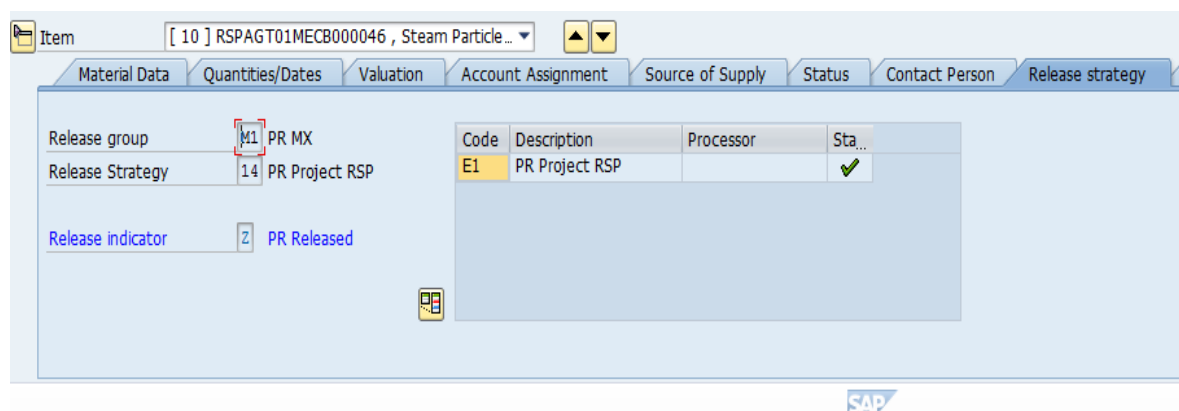 Item [ 10 ] RSPAGT01MECB000046 , Steam Particle...
Material Data Quantities/Dates Valuation Account Assignment Source of Supply Status Contact Person Release strategy
Release group M1 PR MX
Release Strategy 14 PR Project RSP
Release indicator Z PR Released
Code Description Processor Sta...
E1 PR Project RSP
SAP